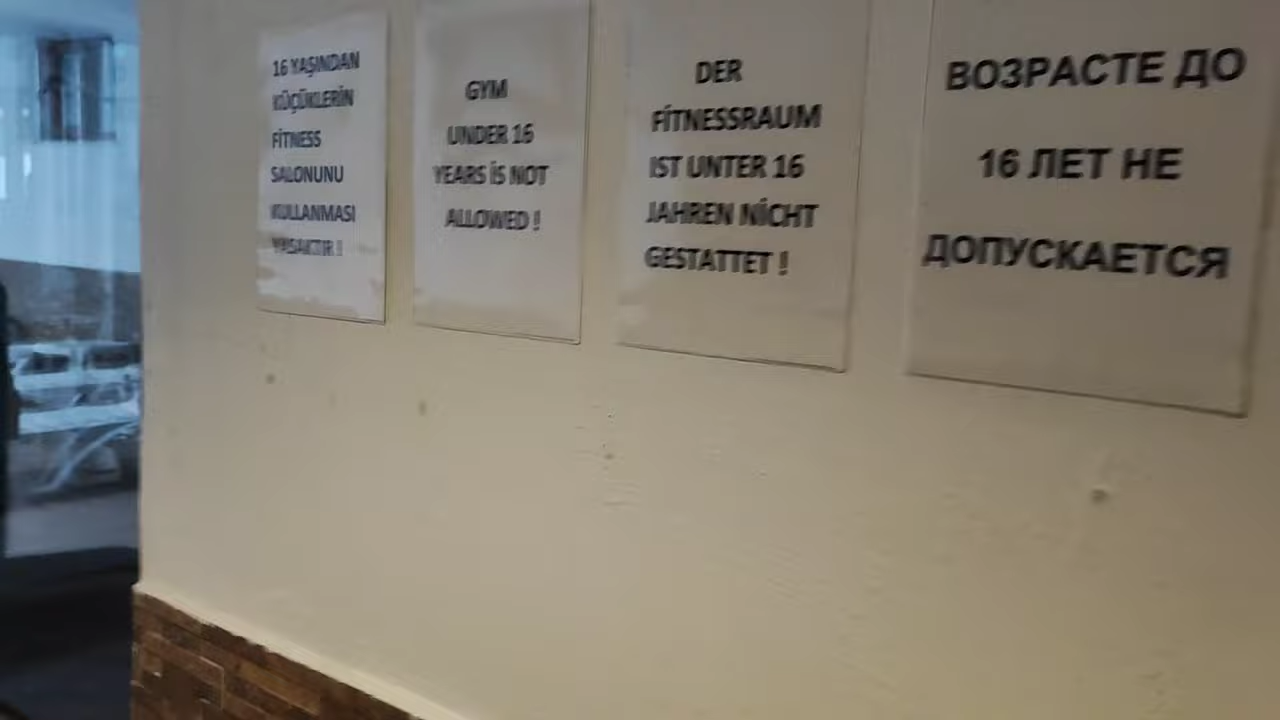 16 YAŞINDAN
KÜÇÜKLERİN
FİTNESS
SALONUNU
KULLANMASI
YASAKTIR !
GYM
UNDER 16
YEARS İS NOT
ALLOWED !
DER
FİTNESSRAUM
IST UNTER 16
JAHREN NİCHT
GESTATTET !
ВОЗРАСТЕ ДО
16 ЛЕТ НЕ
ДОПУСКАЕТСЯ